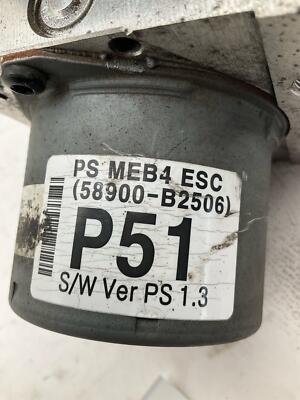 PS MEB4 ESC
(58900-B2506)
P51
S/W Ver PS 1.3